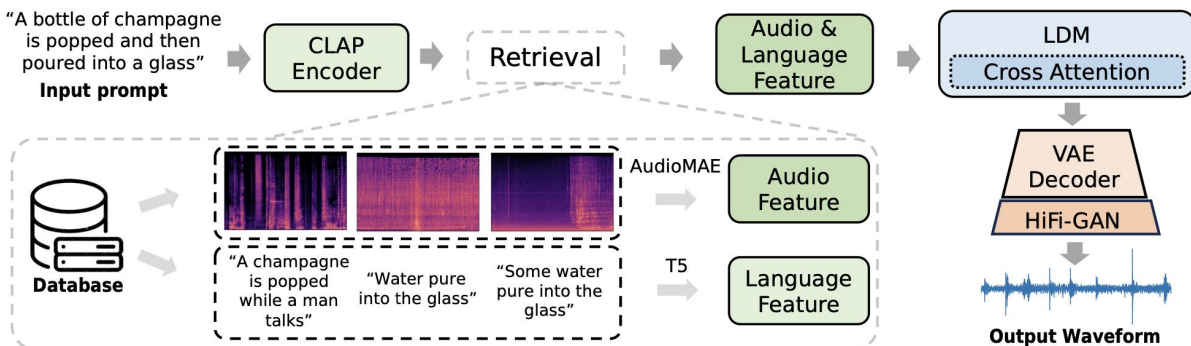 “A bottle of champagne
is popped and then
poured into a glass”
Input prompt
CLAP
Encoder
Retrieval
Audio &
Language
Feature
LDM
Cross Attention
VAE
Decoder
HiFi-GAN
Output Waveform
Database
AudioMAE
Audio
Feature
“A champagne
is popped
while a man
talks”
“Water pure
into the glass”
“Some water
pure into the
glass”
T5
Language
Feature